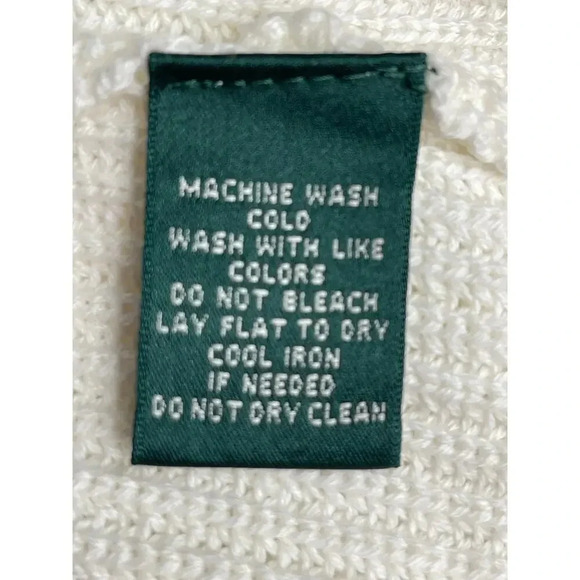 MACHINE WASH
COLD
WASH WITH LIKE
COLORS
DO NOT BLEACH
LAY FLAT TO DRY
COOL IRON
IF NEEDED
DO NOT DRY CLEAN